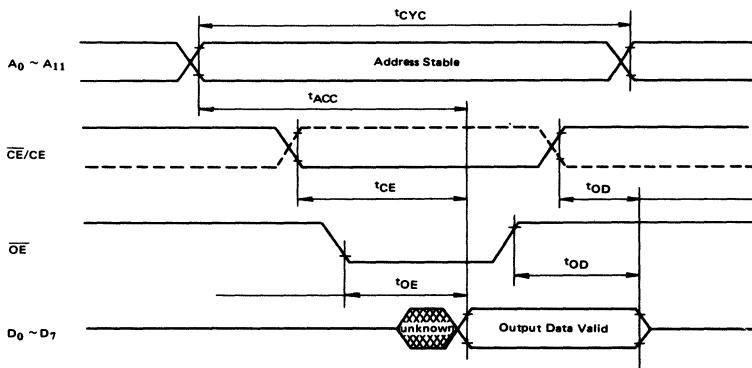 tCYC
A0 ~ A11
Address Stable
tACC
CE/CE
tCE
tOD
OE
tOD
tOE
D0 ~ D7
unknown
Output Data Valid